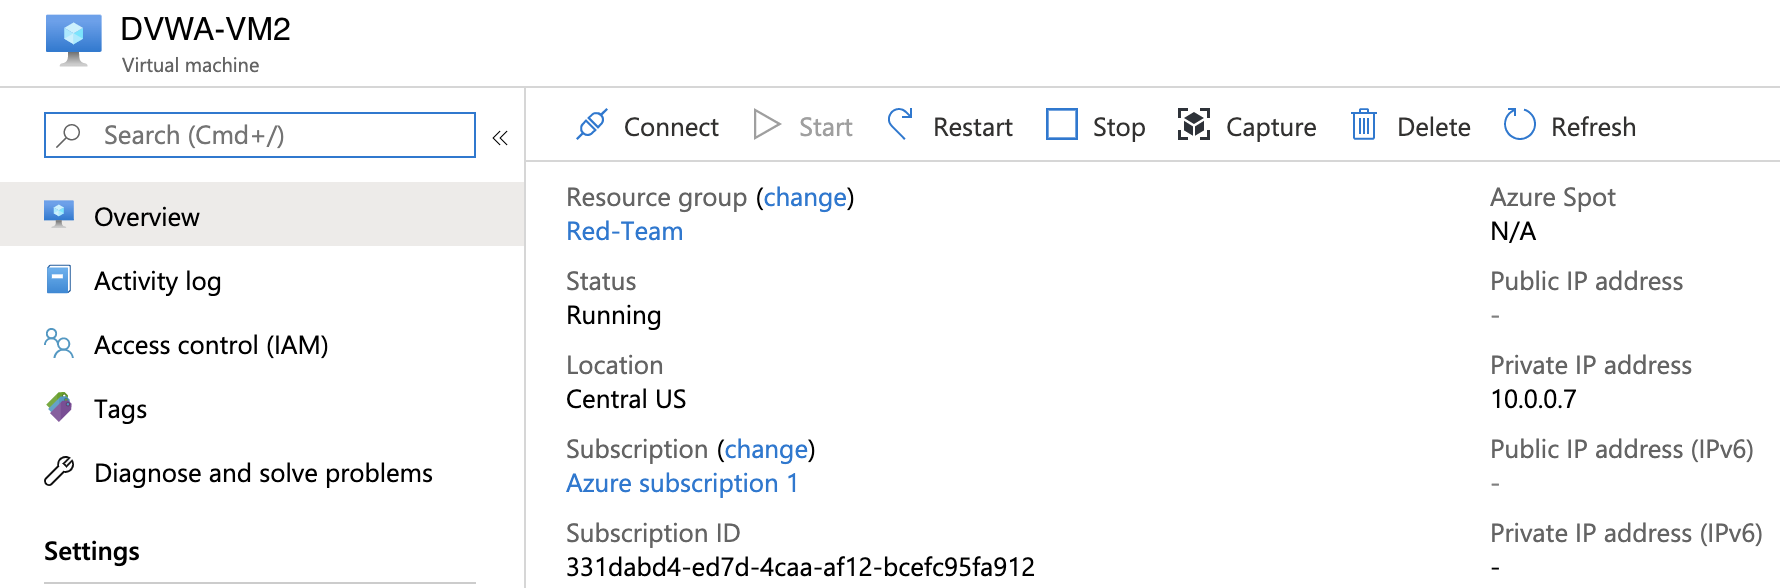 DVWA-VM2
Virtual machine
Search (Cmd+/)
«
Overview
Activity log
Access control (IAM)
Tags
Diagnose and solve problems
Settings
Connect
Start
Restart
Stop
Capture
Delete
Refresh
Resource group (change)
Red-Team
Status
Running
Location
Central US
Subscription (change)
Azure subscription 1
Subscription ID
331dabd4-ed7d-4caa-af12-bcefc95fa912
Azure Spot
N/A
Public IP address
-
Private IP address
10.0.0.7
Public IP address (IPv6)
-
Private IP address (IPv6)
-